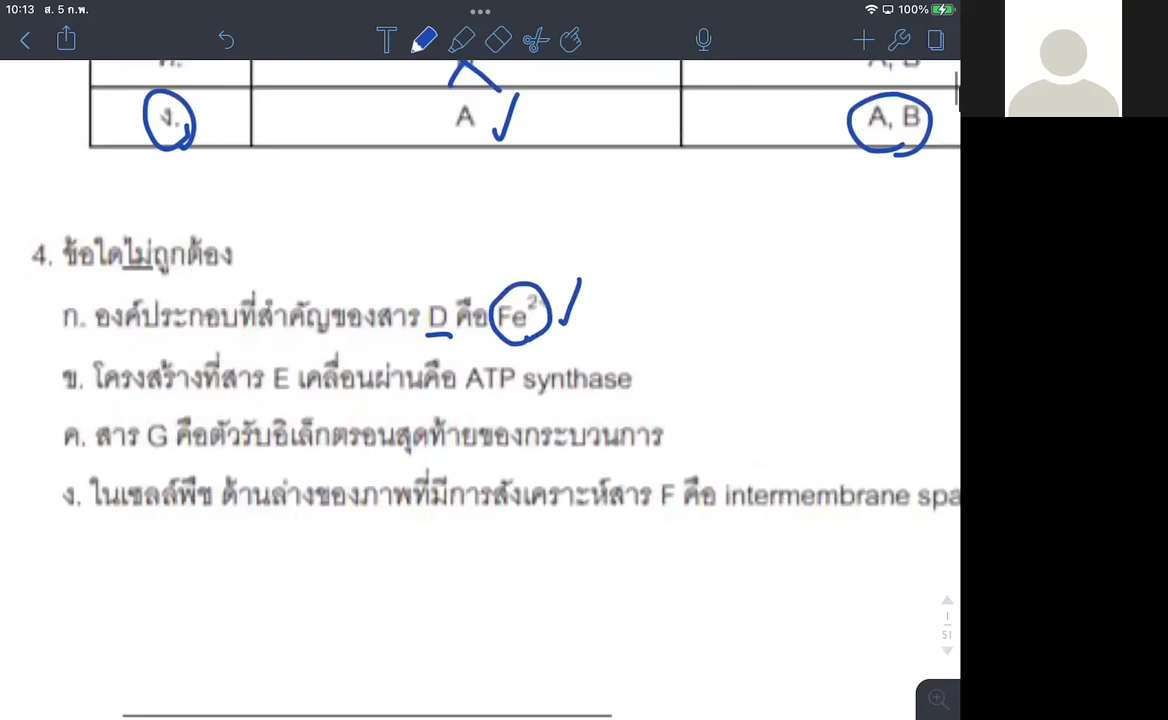 10:13 ส. 5 ก.พ.
100%
ง. A A, B
4. ข้อใดไม่ถูกต้อง
ก. องค์ประกอบที่สำคัญของสาร D คือ Fe²⁺
ข. โครงสร้างที่สาร E เคลื่อนผ่านคือ ATP synthase
ค. สาร G คือตัวรับอิเล็กตรอนสุดท้ายของกระบวนการ
ง. ในเซลล์พืช ด้านล่างของภาพที่มีการสังเคราะห์สาร F คือ intermembrane spa
1
51